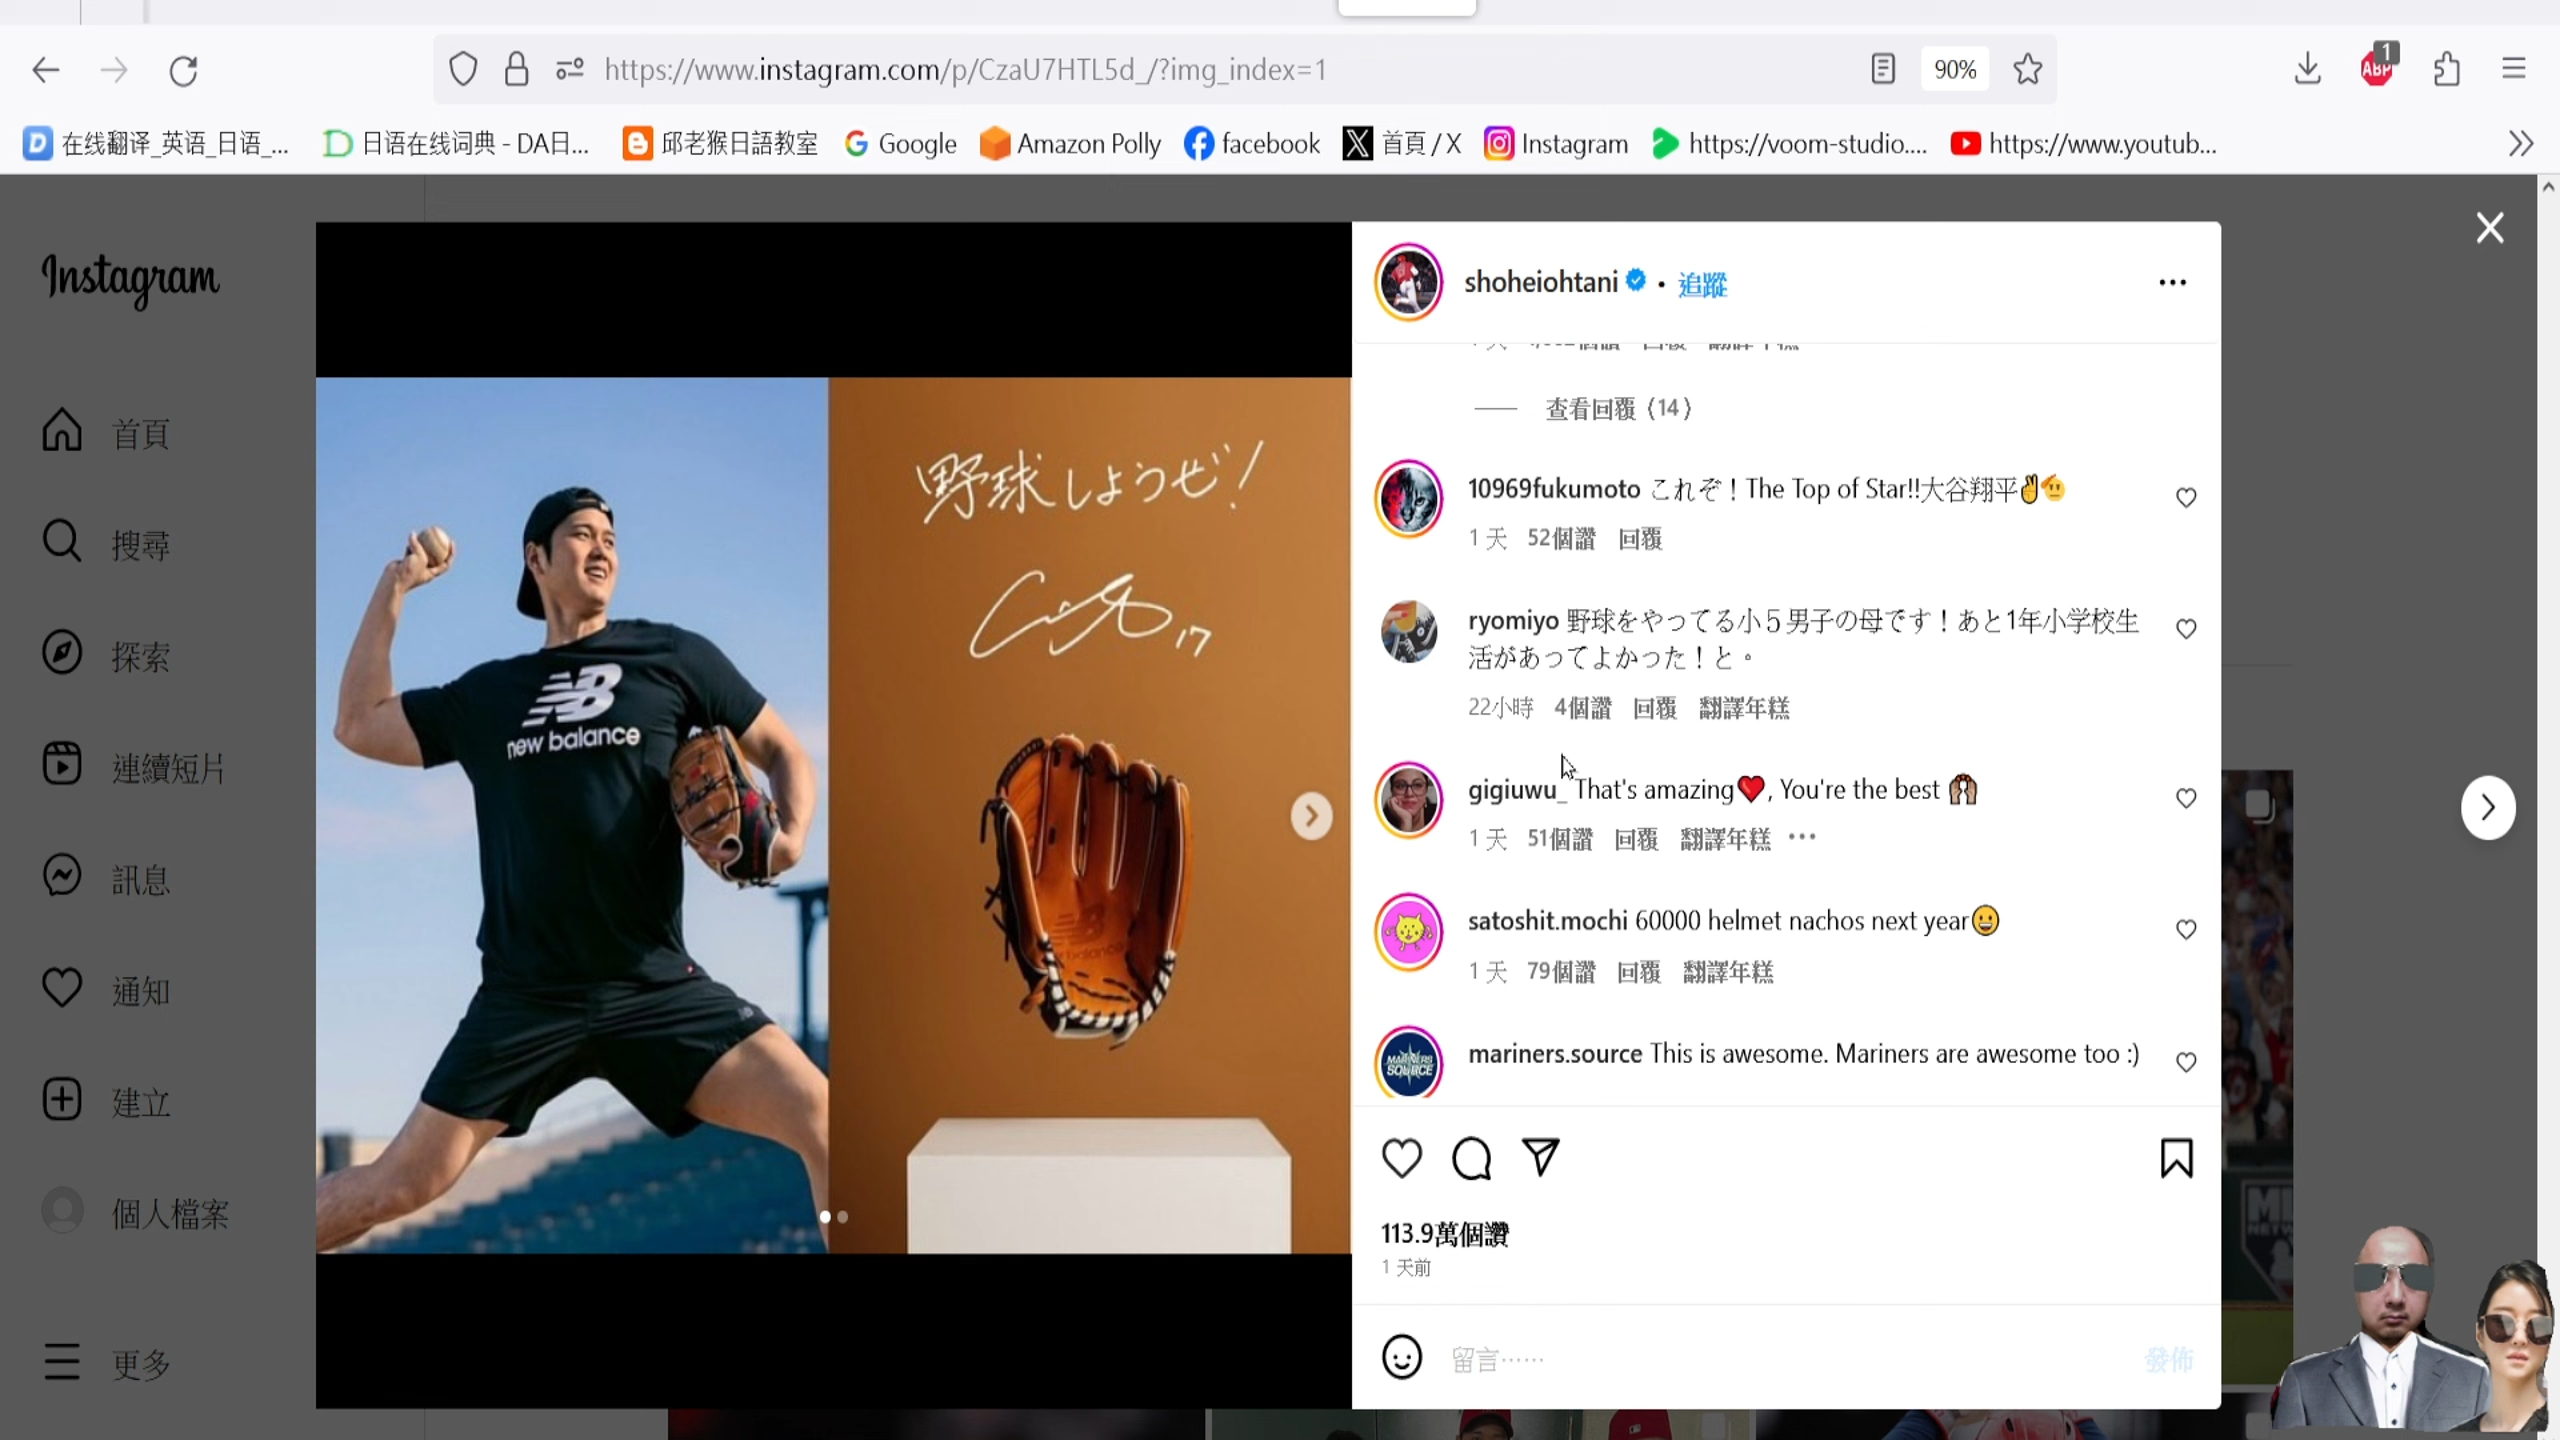 https://www.instagram.com/p/CzaU7HTL5d_/?img_index=1
90%
ABP
1
在线翻译_英语_日语_...
日语在线词典 - DA日...
邱老猴日語教室
Google
Amazon Polly
facebook
首頁 / X
Instagram
https://voom-studio....
https://www.youtub...
Instagram
首頁
搜尋
探索
連續短片
訊息
通知
建立
個人檔案
更多
野球しようぜ!
17
NB
new balance
shoheiohtani • 追蹤
查看回覆（14）
10969fukumoto これぞ！The Top of Star!!大谷翔平✌🫡
1 天 52個讚 回覆
ryomiyo 野球をやってる小５男子の母です！あと1年小学校生
活があってよかった！と。
22小時 4個讚 回覆 翻譯年糕
gigiuwu_ That's amazing❤️, You're the best 🙌🏽
1 天 51個讚 回覆 翻譯年糕 •••
satoshit.mochi 60000 helmet nachos next year😀
1 天 79個讚 回覆 翻譯年糕
MARINERS
SOURCE
mariners.source This is awesome. Mariners are awesome too :)
113.9萬個讚
1 天前
留言……
發佈